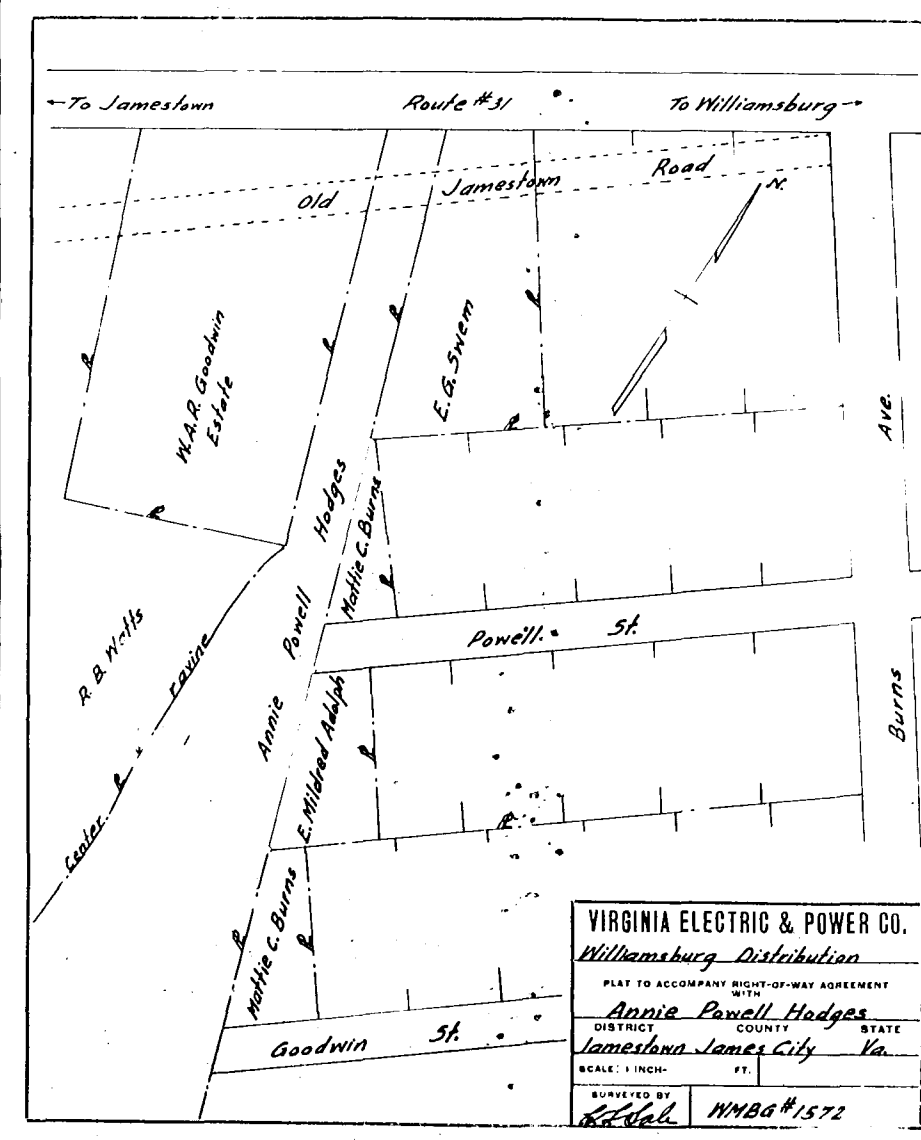 ←To Jamestown Route #31 To Williamsburg→
Old Jamestown Road
N.
W.A.R. Goodwin
Estate
E. G. Swem
Ave.
Annie Powell Hodges
Mattie C. Burns
R. B. Watts
Center ravine
Powell St.
E. Mildred Adolph
Burns
Mattie C. Burns
Goodwin St.
VIRGINIA ELECTRIC & POWER CO.
Williamsburg Distribution
PLAT TO ACCOMPANY RIGHT-OF-WAY AGREEMENT
WITH
Annie Powell Hodges
DISTRICT COUNTY STATE
Jamestown James City Va.
SCALE: 1 INCH- FT.
SURVEYED BY
WMBG #1572